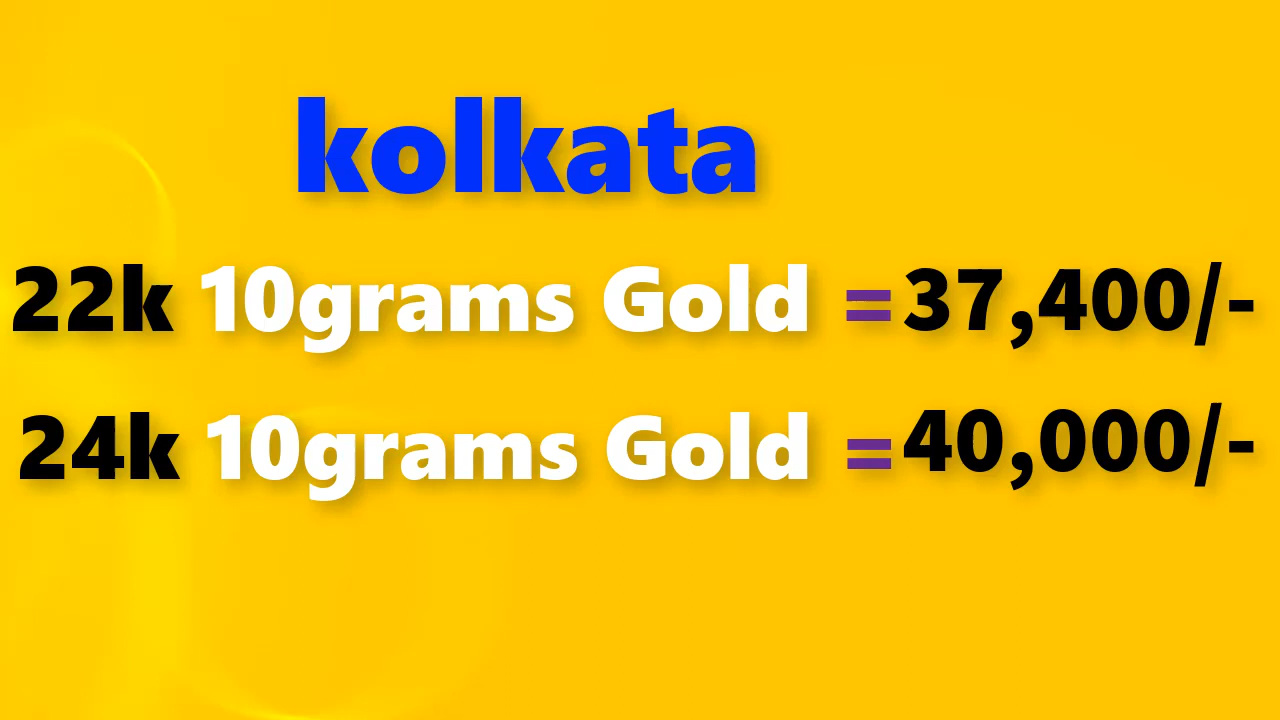 kolkata
22k 10grams Gold =37,400/-
24k 10grams Gold =40,000/-